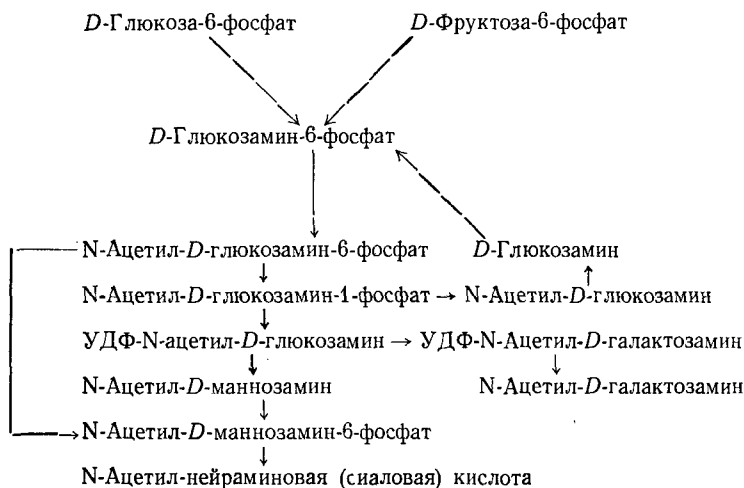 D-Глюкоза-6-фосфат D-Фруктоза-6-фосфат
D-Глюкозамин-6-фосфат
N-Ацетил-D-глюкозамин-6-фосфат D-Глюкозамин
N-Ацетил-D-глюкозамин-1-фосфат → N-Ацетил-D-глюкозамин
УДФ-N-ацетил-D-глюкозамин → УДФ-N-Ацетил-D-галактозамин
N-Ацетил-D-маннозамин N-Ацетил-D-галактозамин
N-Ацетил-D-маннозамин-6-фосфат
N-Ацетил-нейраминовая (сиаловая) кислота